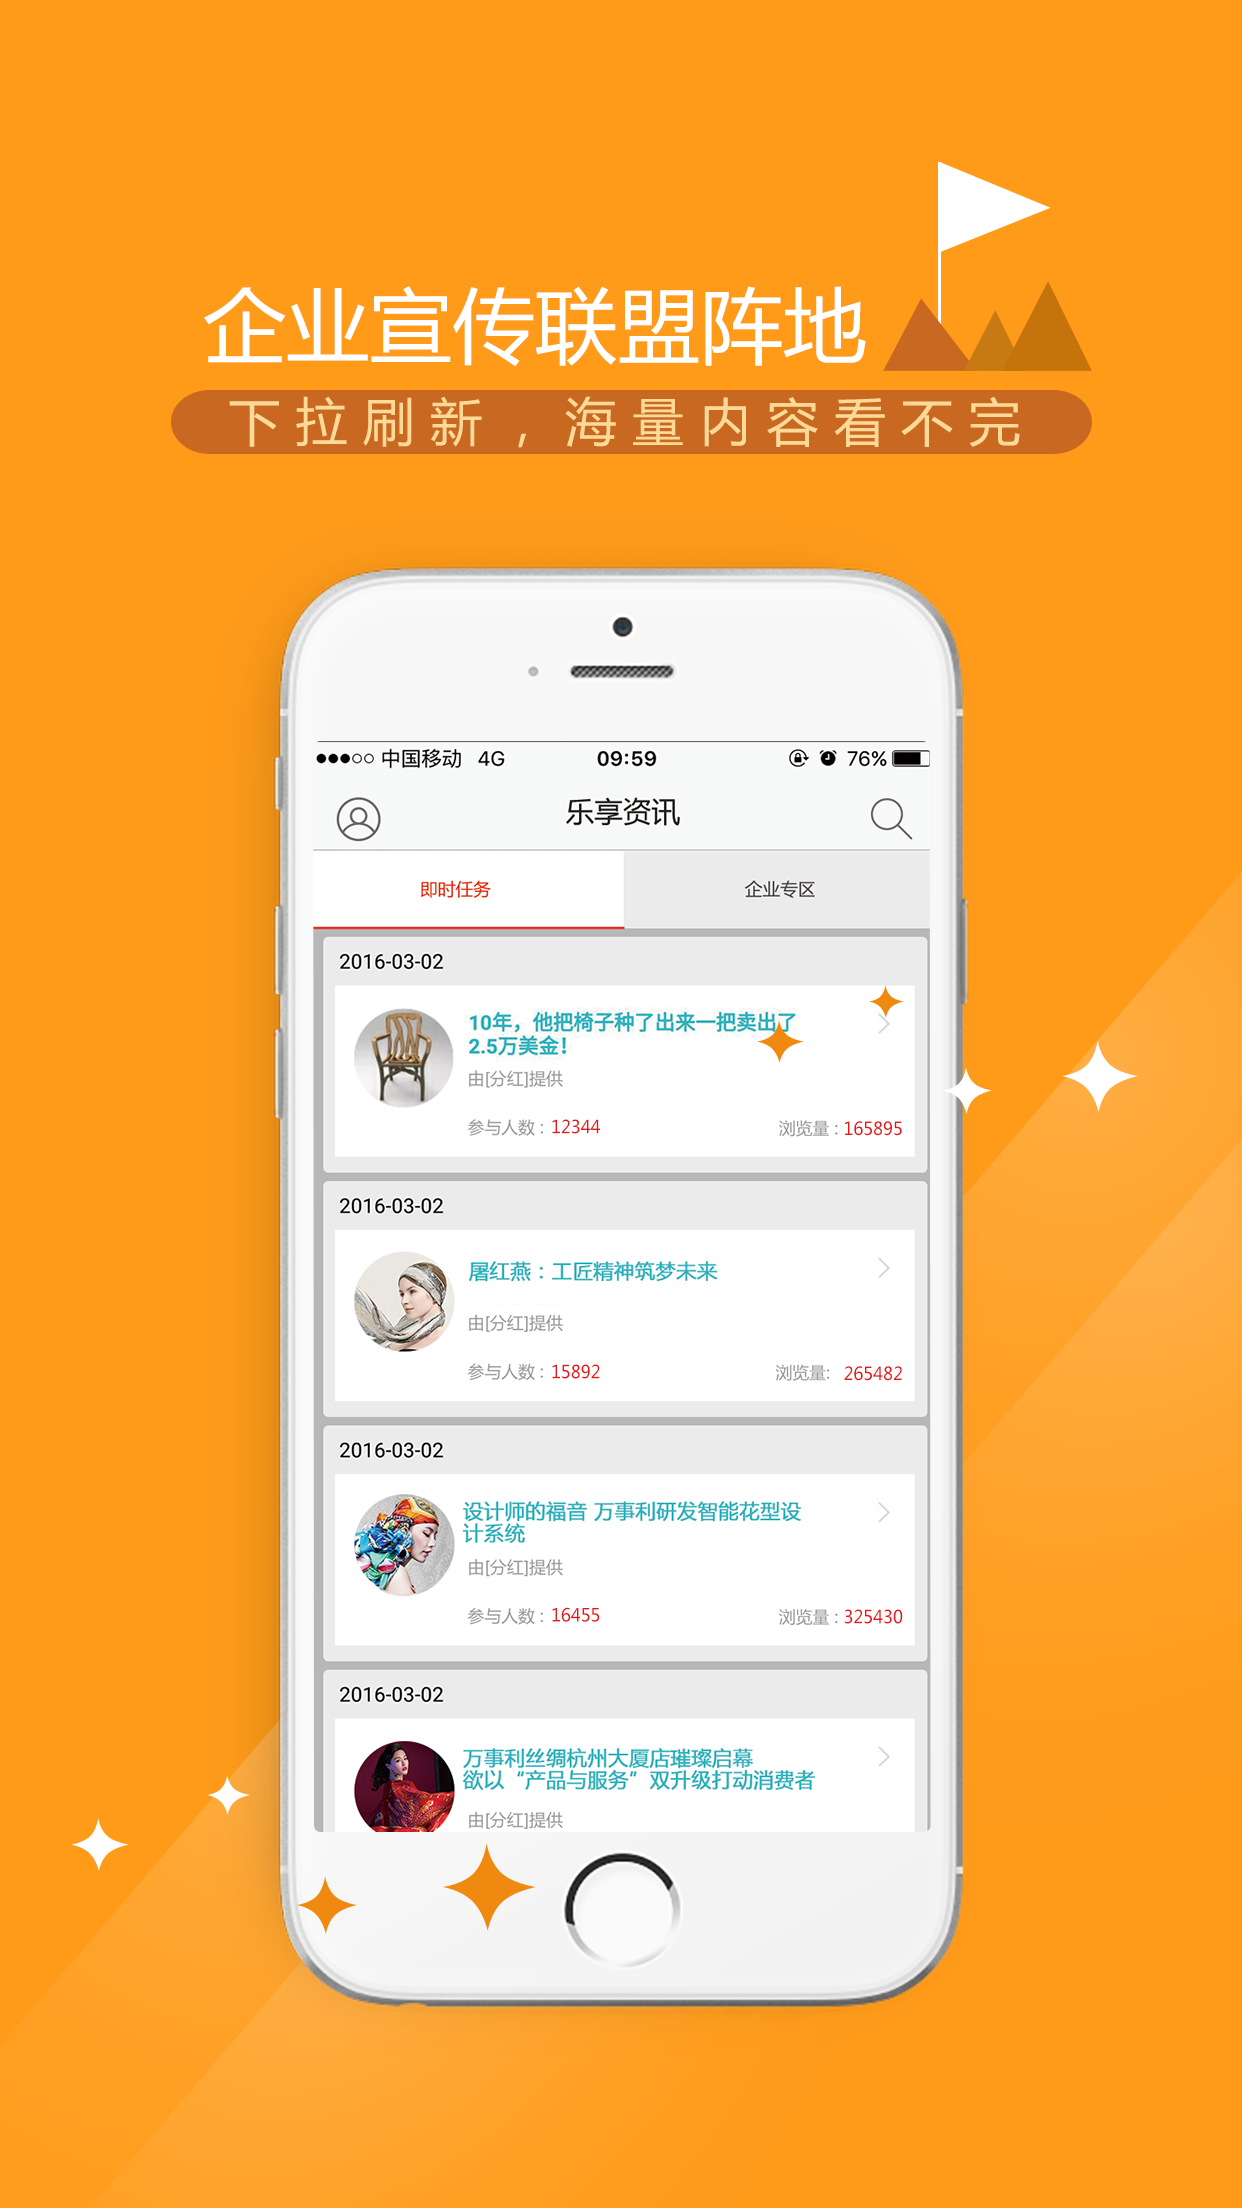 企业宣传联盟阵地
下拉刷新，海量内容看不完
中国移动 4G 09:59 76%
乐享资讯
即时任务 企业专区
2016-03-02
10年，他把椅子种了出来一把卖出了
2.5万美金！
由[分红]提供
参与人数：12344 浏览量：165895
2016-03-02
屠红燕：工匠精神筑梦未来
由[分红]提供
参与人数：15892 浏览量: 265482
2016-03-02
设计师的福音 万事利研发智能花型设
计系统
由[分红]提供
参与人数：16455 浏览量：325430
2016-03-02
万事利丝绸杭州大厦店璀璨启幕
欲以“产品与服务”双升级打动消费者
由[分红]提供